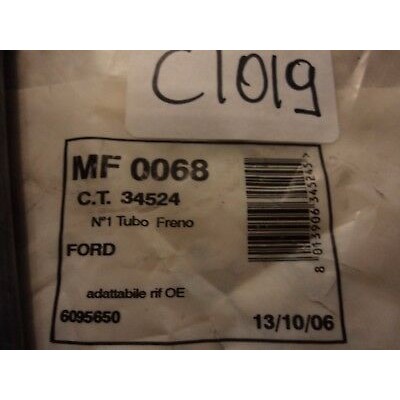 C1019
MF 0068
C.T. 34524
N°1 Tubo Freno
FORD
adattabile rif OE
6095650
13/10/06
8 013906 345245 >